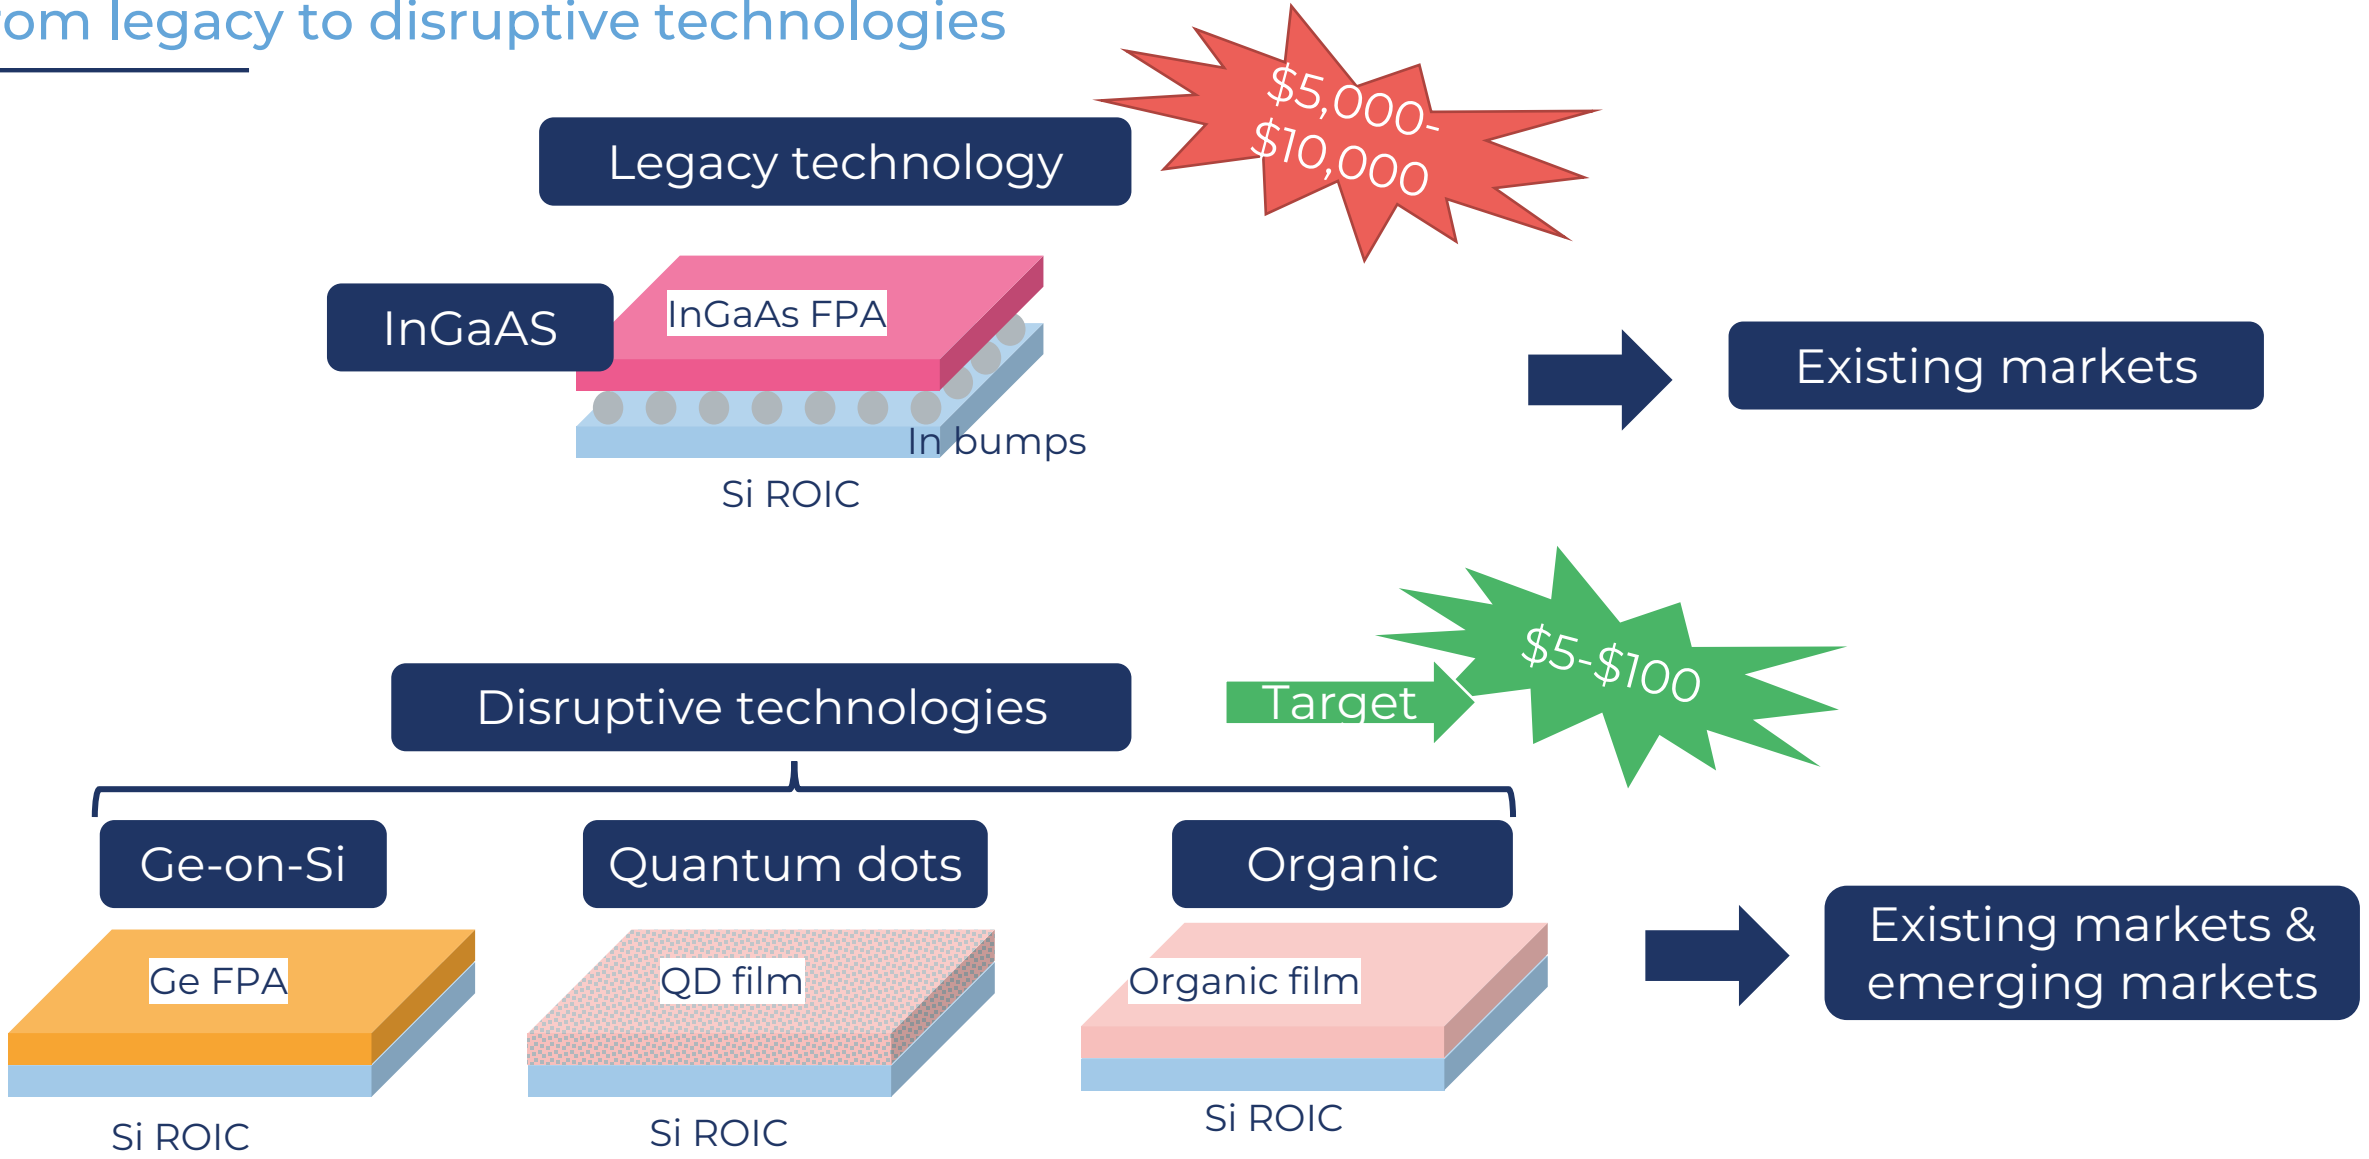 om legacy to disruptive technologies
$5,000-
$10,000
Legacy technology
InGaAS
InGaAs FPA
In bumps
Si ROIC
Existing markets
Disruptive technologies
Target
$5-$100
Ge-on-Si
Quantum dots
Organic
Ge FPA
QD film
Organic film
Si ROIC
Si ROIC
Si ROIC
Existing markets &
emerging markets